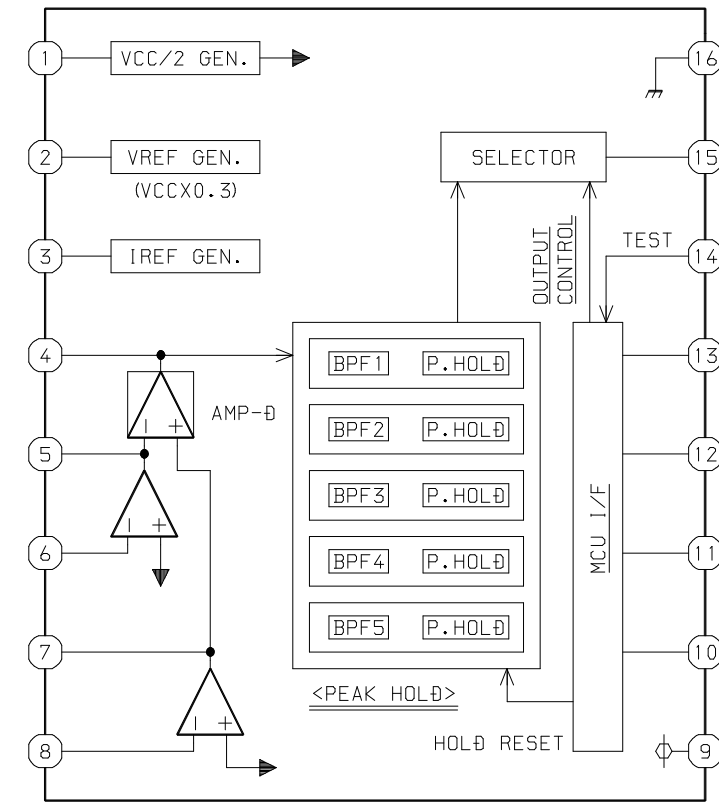 1
VCC/2 GEN.
16
2
VREF GEN.
(VCCX0.3)
SELECTOR
15
3
IREF GEN.
OUTPUT
CONTROL
TEST
14
4
BPF1 P.HOLD
13
AMP-D
- +
BPF2 P.HOLD
5
12
BPF3 P.HOLD
- +
MCU I/F
6
BPF4 P.HOLD
11
7
BPF5 P.HOLD
10
<PEAK HOLD>
- +
8
HOLD RESET
9